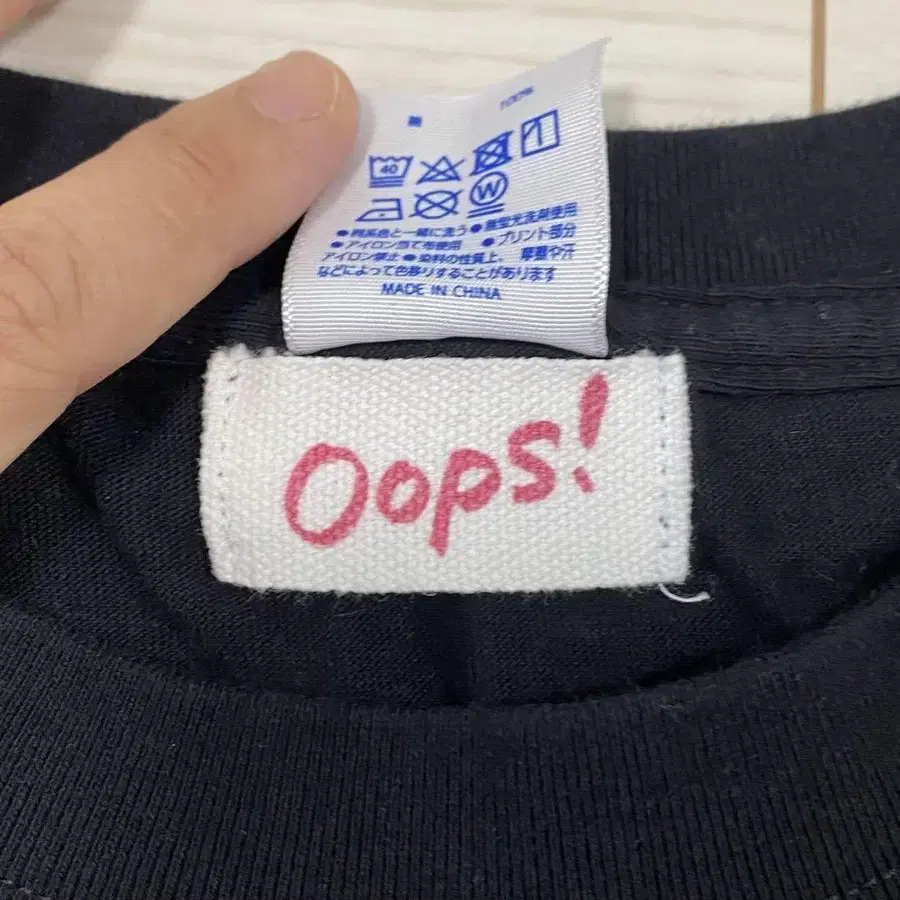 綿 100%
40
W
●同系色と一緒に洗う●無蛍光洗剤使用
●アイロン当て布使用 ●プリント部分
アイロン禁止●染料の性質上、摩擦や汗
などによって色移りすることがあります
MADE IN CHINA
Oops!